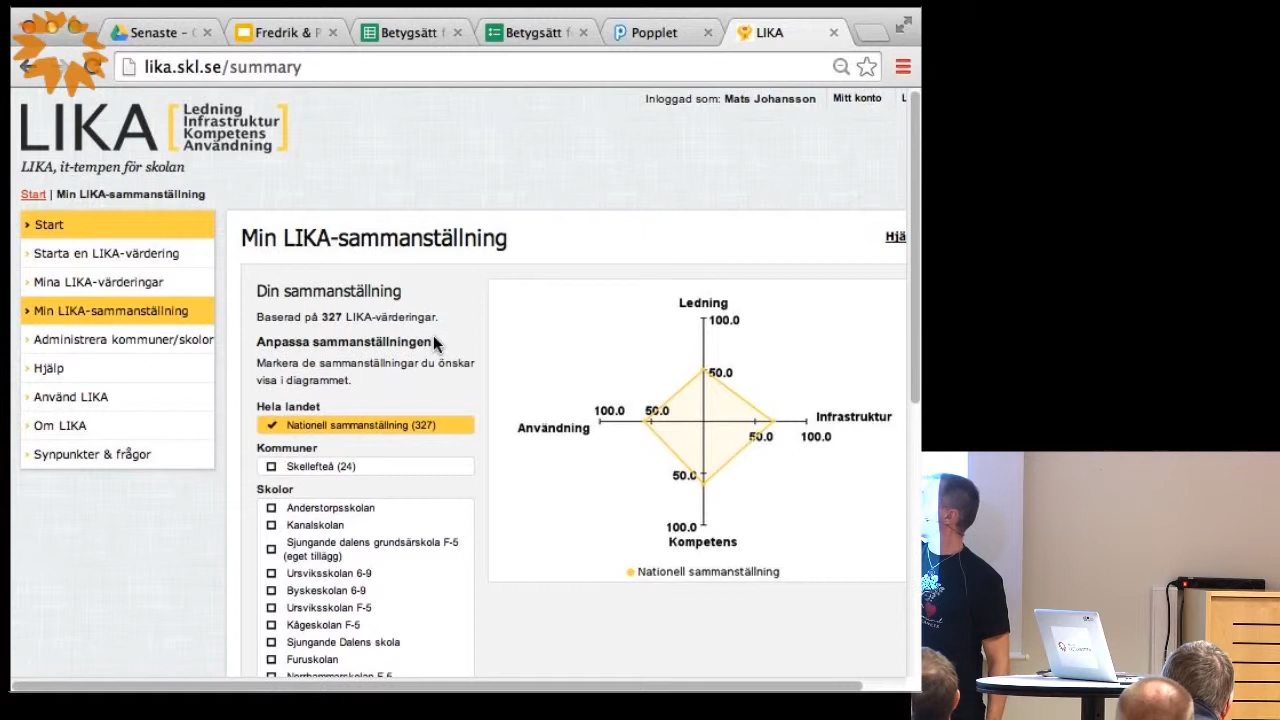 Senaste - 
Fredrik & P
Betygsätt f
Betygsätt f
Popplet
LIKA
lika.skl.se/summary
Inloggad som: Mats Johansson
Mitt konto
L
LIKA
Ledning
Infrastruktur
Kompetens
Användning
LIKA, it-tempen för skolan
Start | Min LIKA-sammanställning
Start
Starta en LIKA-värdering
Mina LIKA-värderingar
Min LIKA-sammanställning
Administrera kommuner/skolor
Hjälp
Använd LIKA
Om LIKA
Synpunkter & frågor
Min LIKA-sammanställning
Hjä
Din sammanställning
Baserad på 327 LIKA-värderingar.
Anpassa sammanställningen
Markera de sammanställningar du önskar
visa i diagrammet.
Hela landet
Nationell sammanställning (327)
Kommuner
Skellefteå (24)
Skolor
Anderstorpsskolan
Kanalskolan
Sjungande dalens grundsärskola F-5
(eget tillägg)
Ursviksskolan 6-9
Byskeskolan 6-9
Ursviksskolan F-5
Kågeskolan F-5
Sjungande Dalens skola
Furuskolan
Norrhammarskolan F-5
Ledning
100.0
50.0
100.0 50.0
Infrastruktur
Användning
50.0 100.0
50.0
100.0
Kompetens
Nationell sammanställning